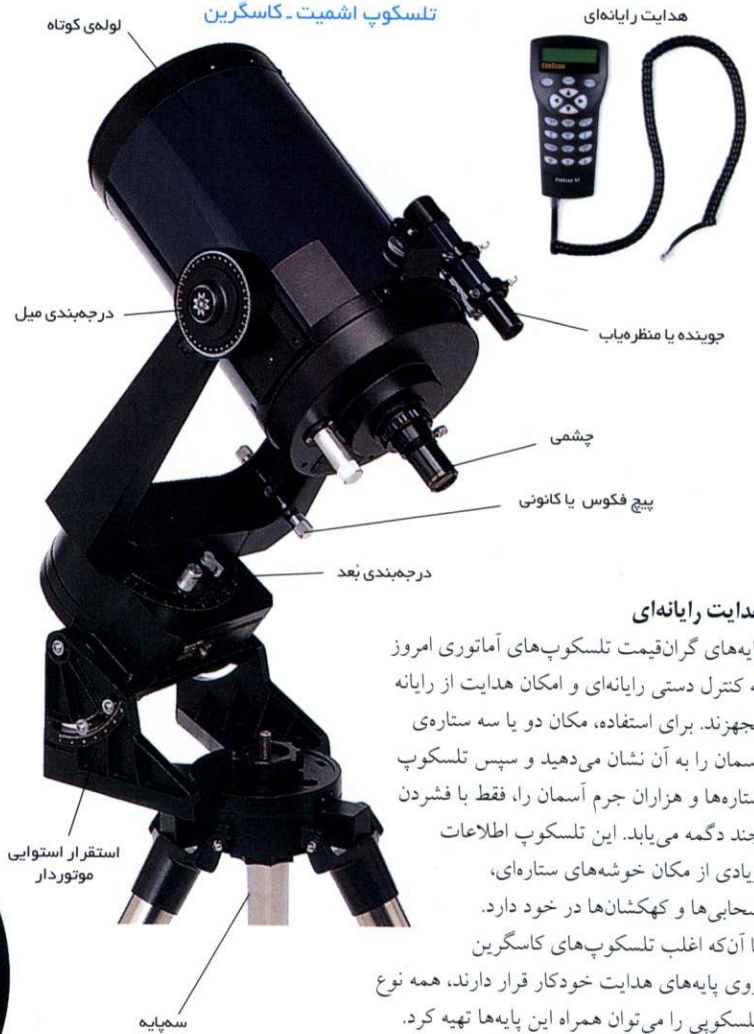 تلسکوپ اشمیت ـ کاسگرین
هدایت رایانه‌ای
لوله‌ی کوتاه
درجه‌بندی میل
جوینده یا منظره‌یاب
چشمی
پیچ فکوس یا کانونی
درجه‌بندی بُعد
استقرار استوایی
موتوردار
سه‌پایه
هدایت رایانه‌ای
پایه‌های گران‌قیمت تلسکوپ‌های آماتوری امروز
به کنترل دستی رایانه‌ای و امکان هدایت از رایانه
مجهزند. برای استفاده، مکان دو یا سه ستاره‌ی
آسمان را به آن نشان می‌دهید و سپس تلسکوپ
ستاره‌ها و هزاران جرم آسمان را، فقط با فشردن
چند دگمه می‌یابد. این تلسکوپ اطلاعات
زیادی از مکان خوشه‌های ستاره‌ای،
سحابی‌ها و کهکشان‌ها در خود دارد.
با آن‌که اغلب تلسکوپ‌های کاسگرین
روی پایه‌های هدایت خودکار قرار دارند، همه نوع
تلسکوپی را می‌توان همراه این پایه‌ها تهیه کرد.